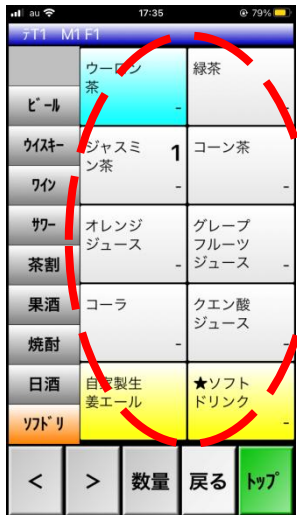 au 17:35 79%
ﾃT1 M1 F1
ウーロン
茶
-
緑茶
-
ﾋﾞｰﾙ
ｳｲｽｷｰ
ﾜｲﾝ
ｻﾜｰ
茶割
果酒
焼酎
日酒
ｿﾌﾄﾞﾘ
ジャスミ
ン茶
1
-
コーン茶
-
オレンジ
ジュース
-
グレープ
フルーツ
ジュース
-
コーラ
-
クエン酸
ジュース
-
自家製生
姜エール
★ソフト
ドリンク
-
<
>
数量
戻る
ﾄｯﾌﾟ